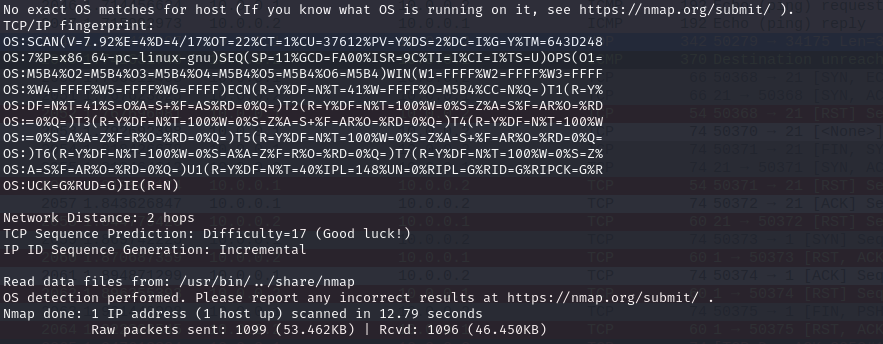 No exact OS matches for host (If you know what OS is running on it, see https://nmap.org/submit/ ).
TCP/IP fingerprint:
OS:SCAN(V=7.92%E=4%D=4/17%OT=22%CT=1%CU=37612%PV=Y%DS=2%DC=I%G=Y%TM=643D248
OS:7%P=x86_64-pc-linux-gnu)SEQ(SP=11%GCD=FA00%ISR=9C%TI=I%CI=I%TS=U)OPS(O1=
OS:M5B4%O2=M5B4%O3=M5B4%O4=M5B4%O5=M5B4%O6=M5B4)WIN(W1=FFFF%W2=FFFF%W3=FFFF
OS:%W4=FFFF%W5=FFFF%W6=FFFF)ECN(R=Y%DF=N%T=41%W=FFFF%O=M5B4%CC=N%Q=)T1(R=Y%
OS:DF=N%T=41%S=O%A=S+%F=AS%RD=0%Q=)T2(R=Y%DF=N%T=100%W=0%S=Z%A=S%F=AR%O=%RD
OS:=0%Q=)T3(R=Y%DF=N%T=100%W=0%S=Z%A=S+%F=AR%O=%RD=0%Q=)T4(R=Y%DF=N%T=100%W
OS:=0%S=A%A=Z%F=R%O=%RD=0%Q=)T5(R=Y%DF=N%T=100%W=0%S=Z%A=S+%F=AR%O=%RD=0%Q=
OS:)T6(R=Y%DF=N%T=100%W=0%S=A%A=Z%F=R%O=%RD=0%Q=)T7(R=Y%DF=N%T=100%W=0%S=Z%
OS:A=S%F=AR%O=%RD=0%Q=)U1(R=Y%DF=N%T=40%IPL=148%UN=0%RIPL=G%RID=G%RIPCK=G%R
OS:UCK=G%RUD=G)IE(R=N)
Network Distance: 2 hops
TCP Sequence Prediction: Difficulty=17 (Good luck!)
IP ID Sequence Generation: Incremental
Read data files from: /usr/bin/../share/nmap
OS detection performed. Please report any incorrect results at https://nmap.org/submit/ .
Nmap done: 1 IP address (1 host up) scanned in 12.79 seconds
Raw packets sent: 1099 (53.462KB) | Rcvd: 1096 (46.450KB)